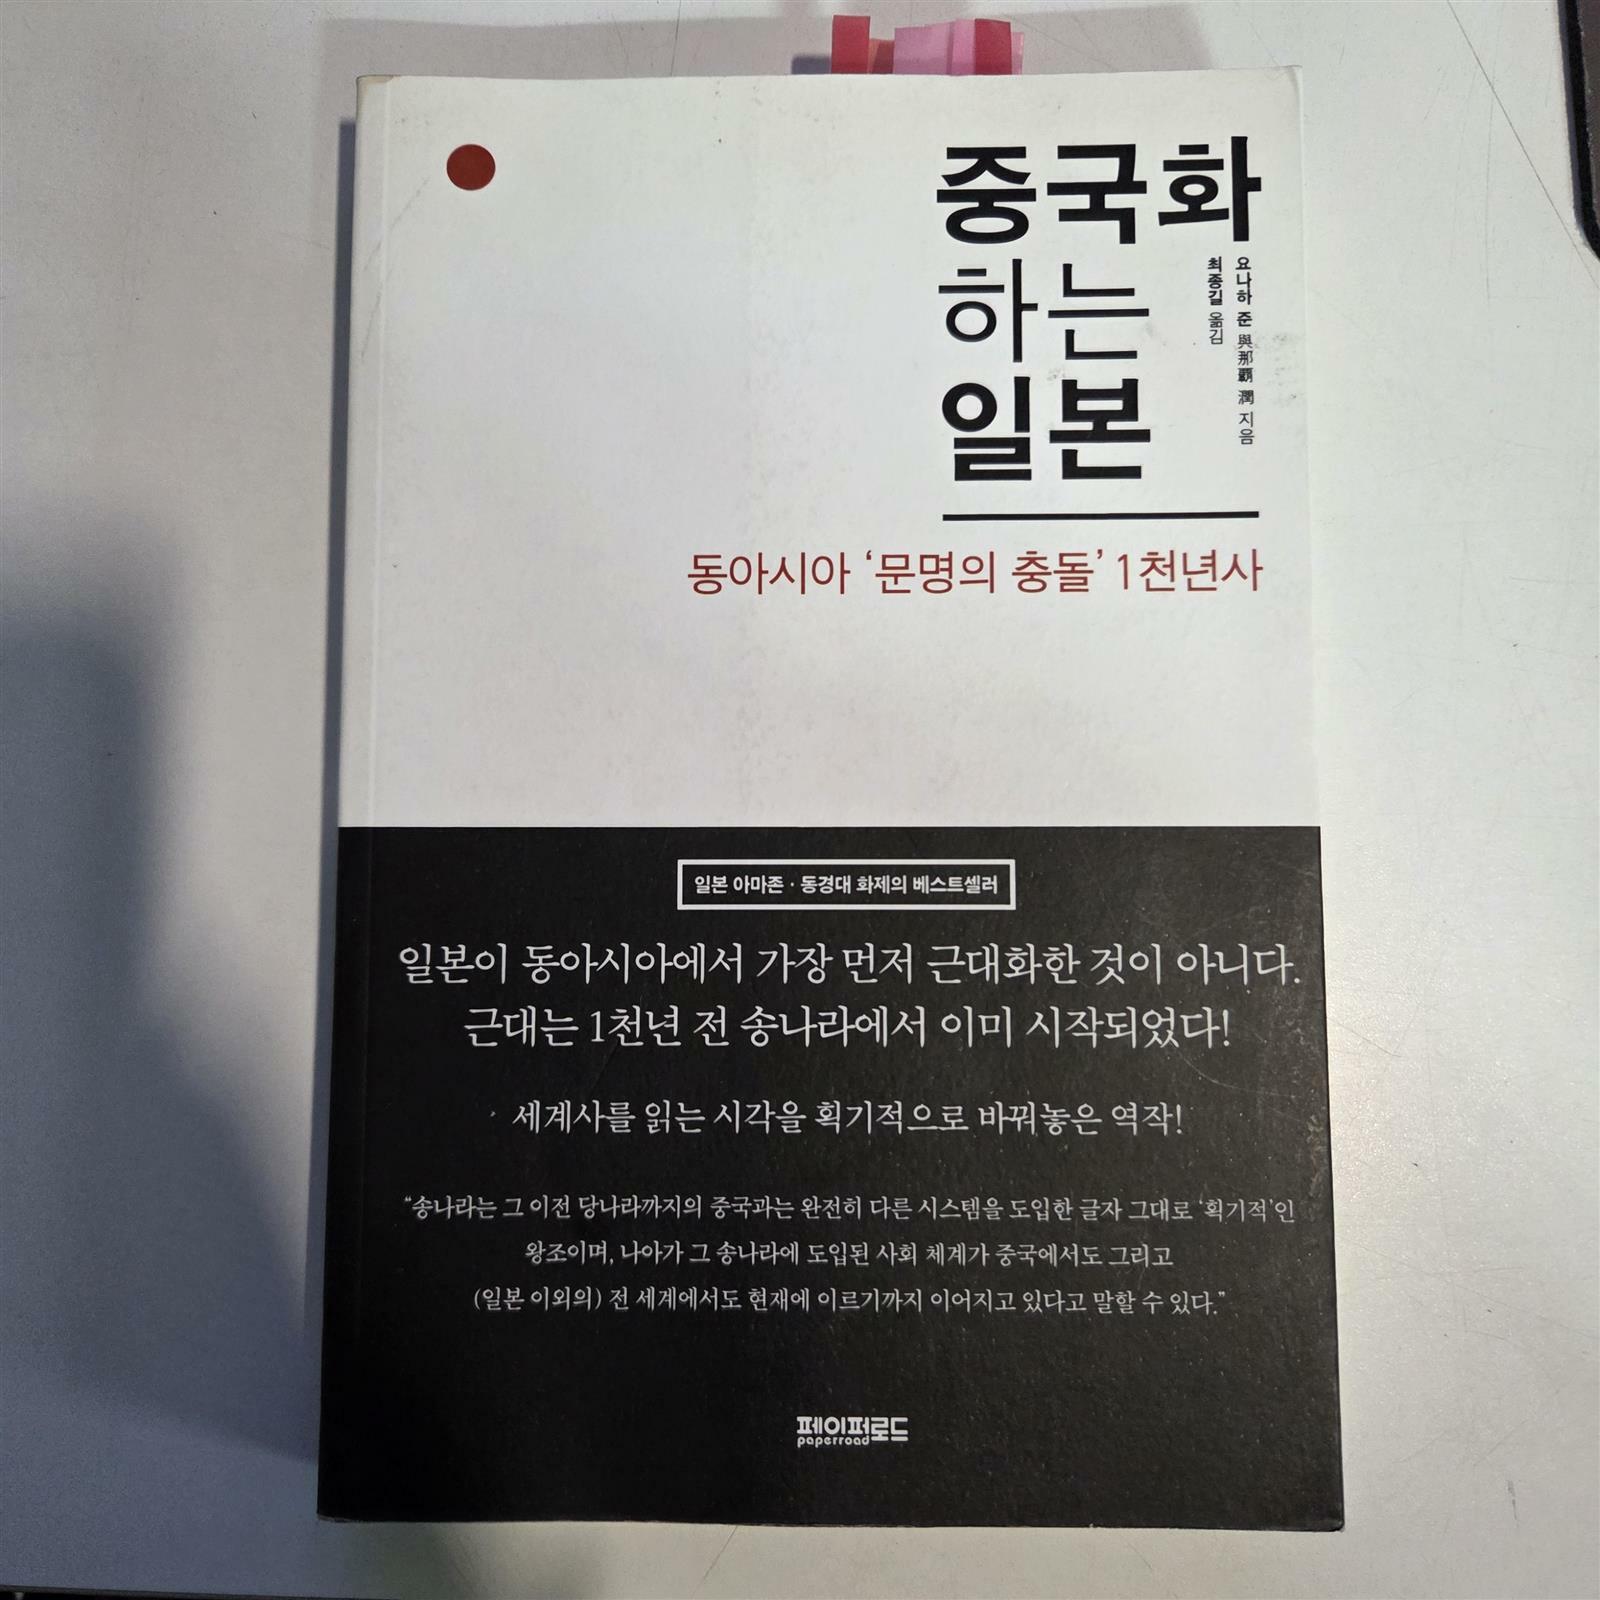 중국화
하는
일본
요나하 준 與那覇 潤 지음
최종길 옮김
동아시아 ‘문명의 충돌’ 1천년사
일본 아마존 · 동경대 화제의 베스트셀러
일본이 동아시아에서 가장 먼저 근대화한 것이 아니다.
근대는 1천년 전 송나라에서 이미 시작되었다!
세계사를 읽는 시각을 획기적으로 바꿔놓은 역작!
“송나라는 그 이전 당나라까지의 중국과는 완전히 다른 시스템을 도입한 글자 그대로 ‘획기적’인
왕조이며, 나아가 그 송나라에 도입된 사회 체계가 중국에서도 그리고
(일본 이외의) 전 세계에서도 현재에 이르기까지 이어지고 있다고 말할 수 있다.”
페이퍼로드
paperroad